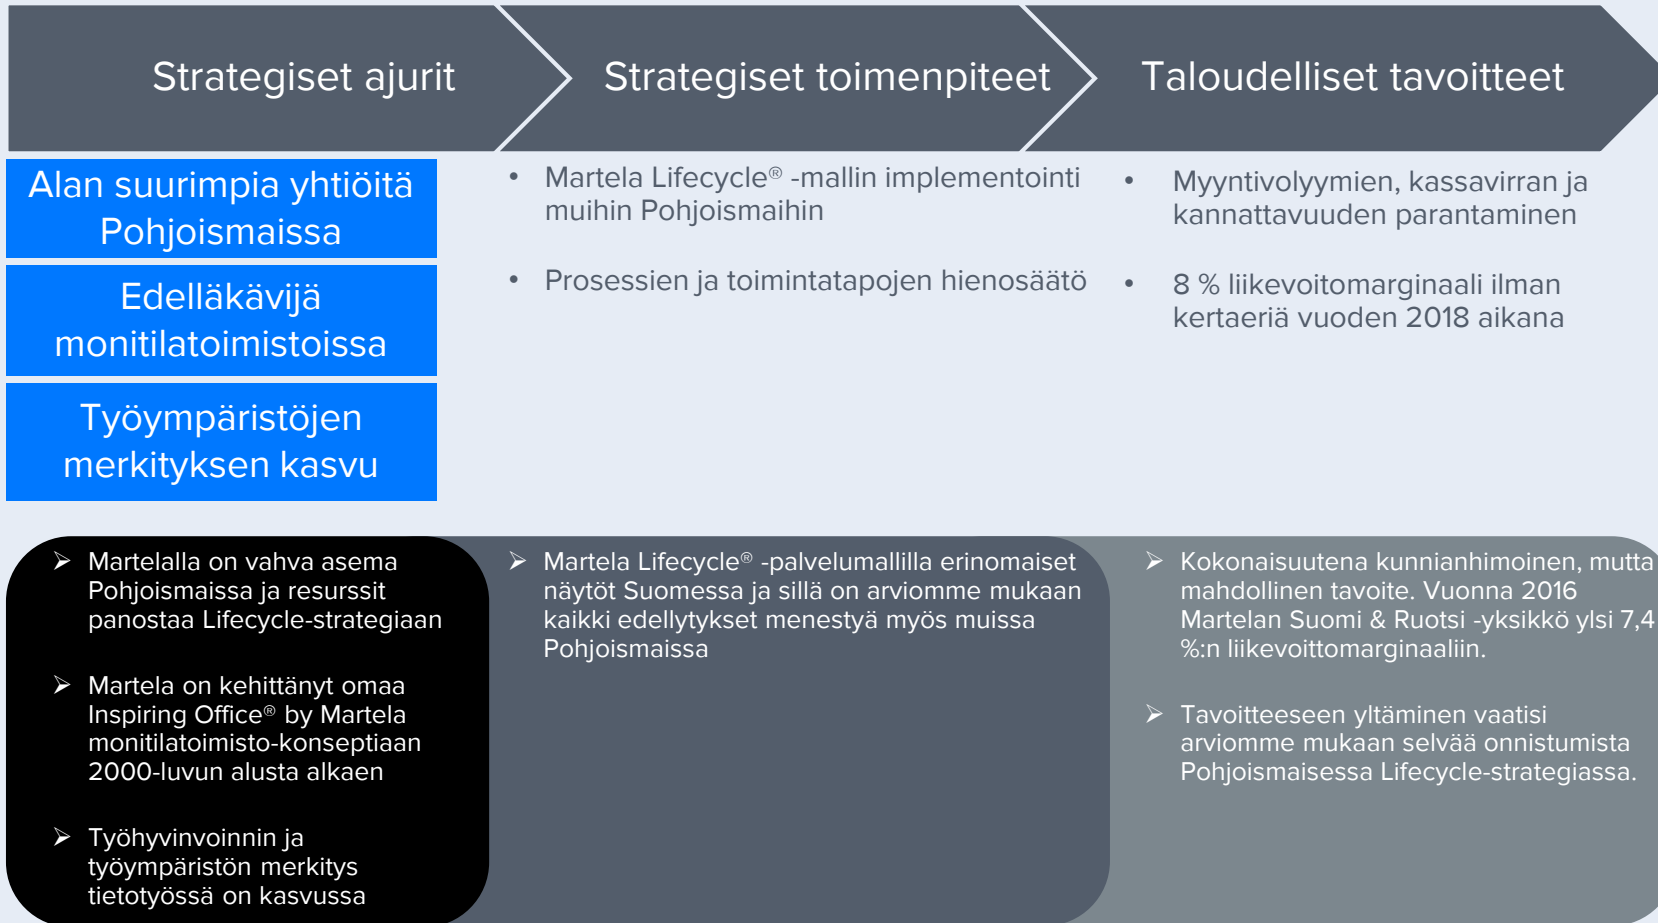 Strategiset ajurit
Strategiset toimenpiteet
Taloudelliset tavoitteet
Alan suurimpia yhtiöitä
Pohjoismaissa
Edelläkävijä
monitilatoimistoissa
Työympäristöjen
merkityksen kasvu
• Martela Lifecycle® -mallin implementointi
muihin Pohjoismaihin
• Prosessien ja toimintatapojen hienosäätö
• Myyntivolyymien, kassavirran ja
kannattavuuden parantaminen
• 8 % liikevoitomarginaali ilman
kertaeriä vuoden 2018 aikana
➢ Martelalla on vahva asema
Pohjoismaissa ja resurssit
panostaa Lifecycle-strategiaan
➢ Martela on kehittänyt omaa
Inspiring Office® by Martela
monitilatoimisto-konseptiaan
2000-luvun alusta alkaen
➢ Työhyvinvoinnin ja
työympäristön merkitys
tietotyössä on kasvussa
➢ Martela Lifecycle® -palvelumallilla erinomaiset
näytöt Suomessa ja sillä on arviomme mukaan
kaikki edellytykset menestyä myös muissa
Pohjoismaissa
➢ Kokonaisuutena kunnianhimoinen, mutta
mahdollinen tavoite. Vuonna 2016
Martelan Suomi & Ruotsi -yksikkö ylsi 7,4
%:n liikevoittomarginaaliin.
➢ Tavoitteeseen yltäminen vaatisi
arviomme mukaan selvää onnistumista
Pohjoismaisessa Lifecycle-strategiassa.